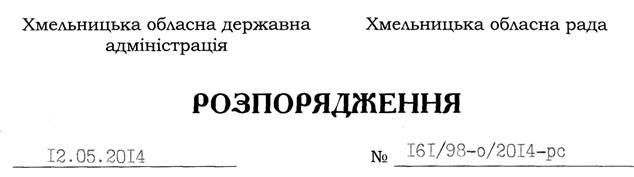 Хмельницька обласна державна адміністрація
Хмельницька обласна рада
РОЗПОРЯДЖЕННЯ
12.05.2014 № 161/98-о/2014-рс